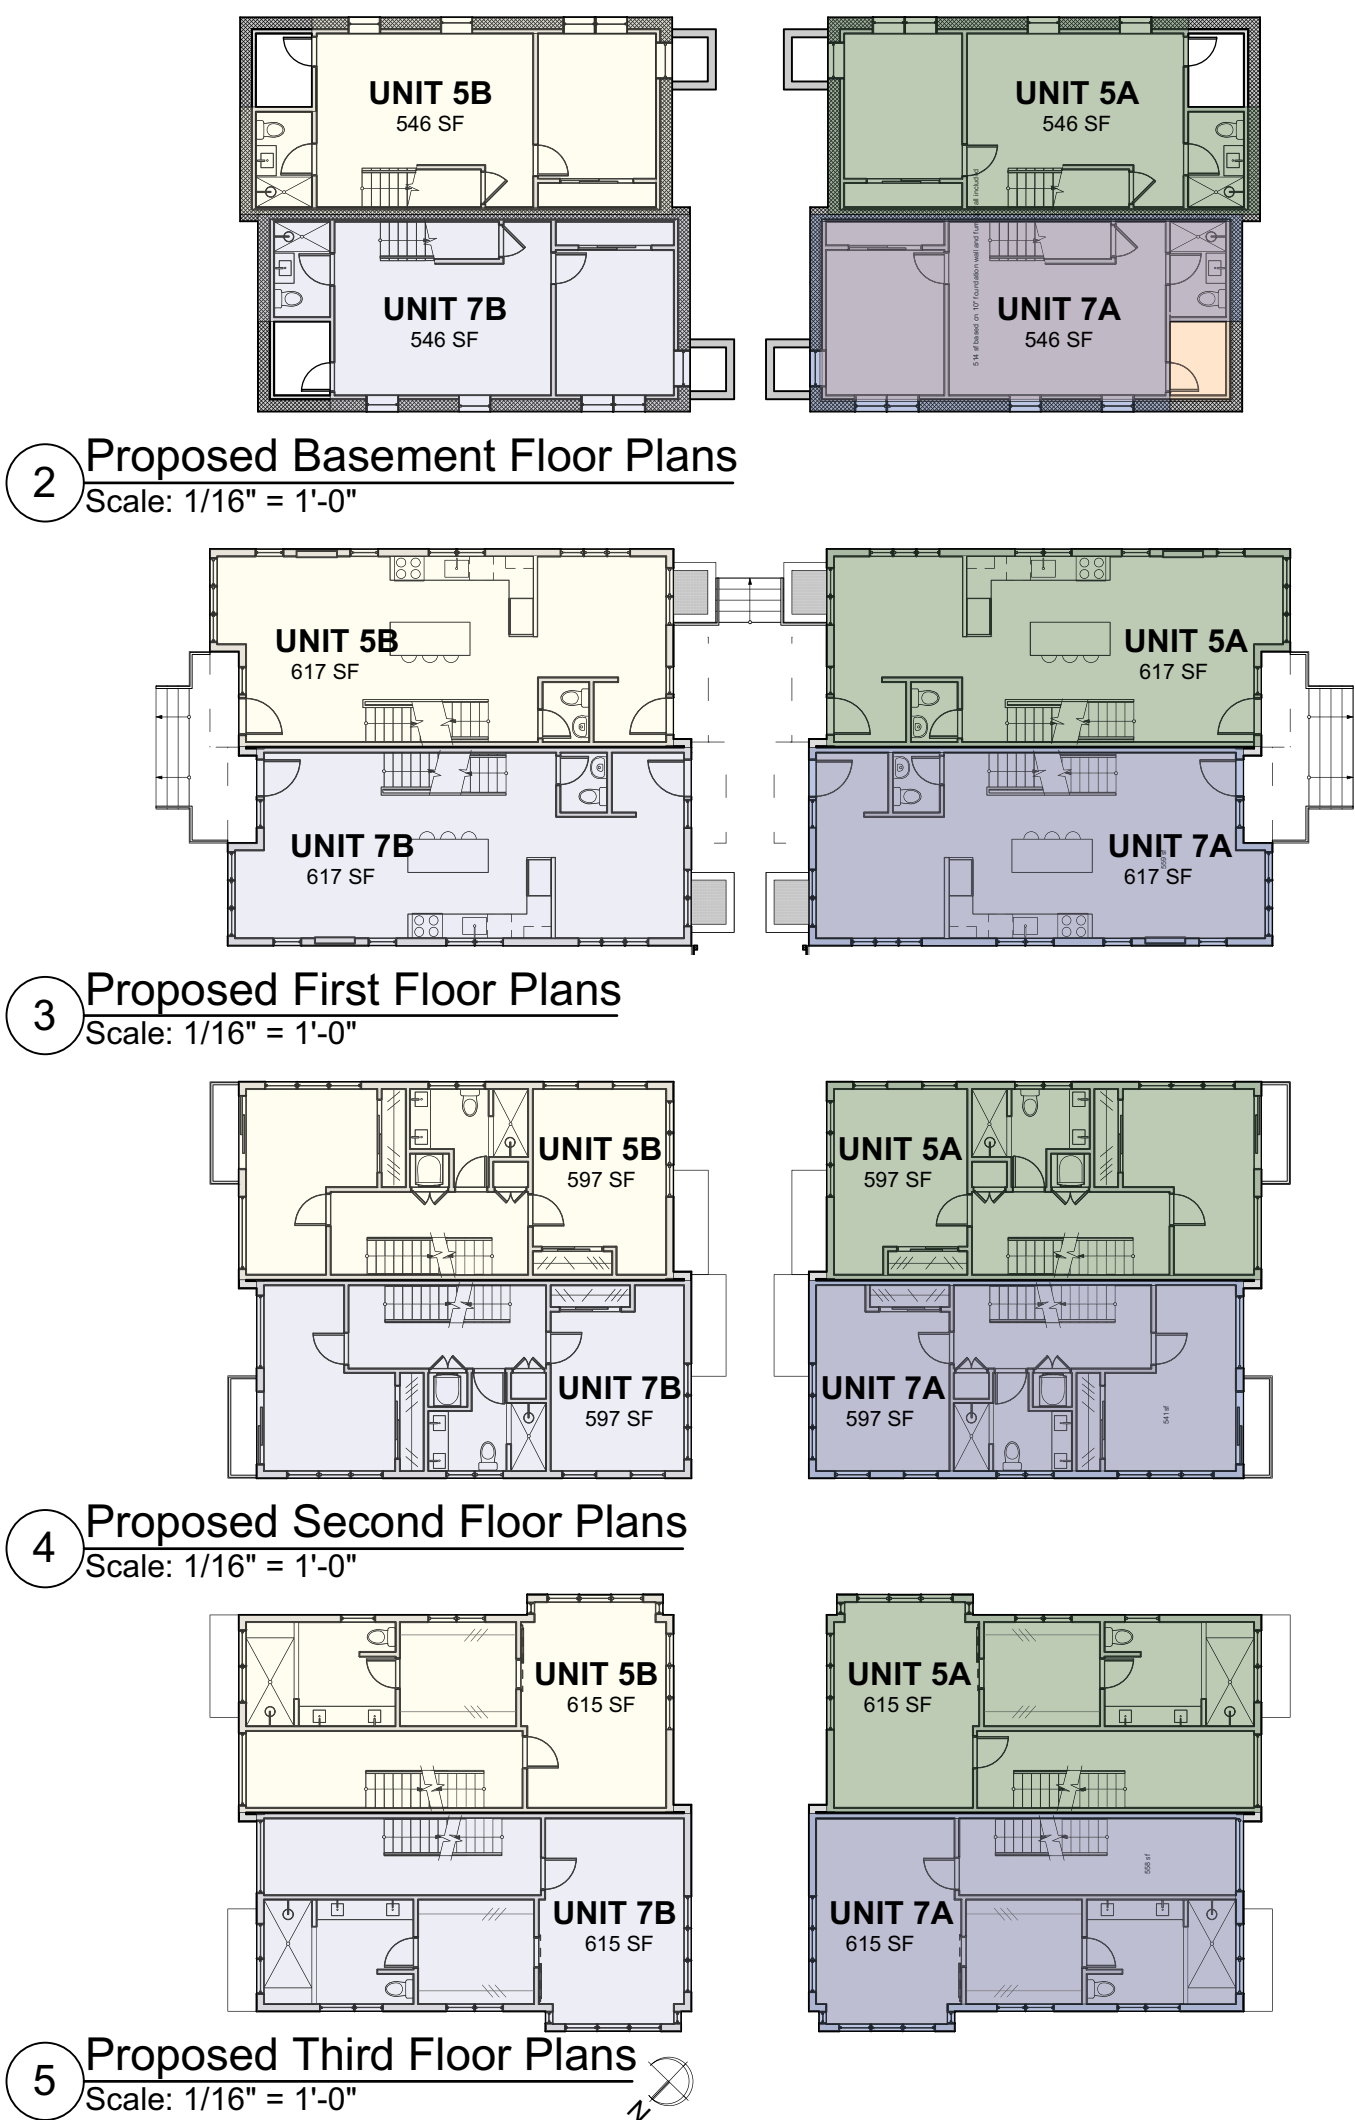 UNIT 5B
546 SF
UNIT 5A
546 SF
UNIT 7B
546 SF
UNIT 7A
546 SF
2
Proposed Basement Floor Plans
Scale: 1/16" = 1'-0"
UNIT 5B
617 SF
UNIT 5A
617 SF
UNIT 7B
617 SF
UNIT 7A
617 SF
3
Proposed First Floor Plans
Scale: 1/16" = 1'-0"
UNIT 5B
597 SF
UNIT 5A
597 SF
UNIT 7B
597 SF
UNIT 7A
597 SF
541 sf
4
Proposed Second Floor Plans
Scale: 1/16" = 1'-0"
UNIT 5B
615 SF
UNIT 5A
615 SF
558 sf
UNIT 7B
615 SF
UNIT 7A
615 SF
5
Proposed Third Floor Plans
Scale: 1/16" = 1'-0"
N